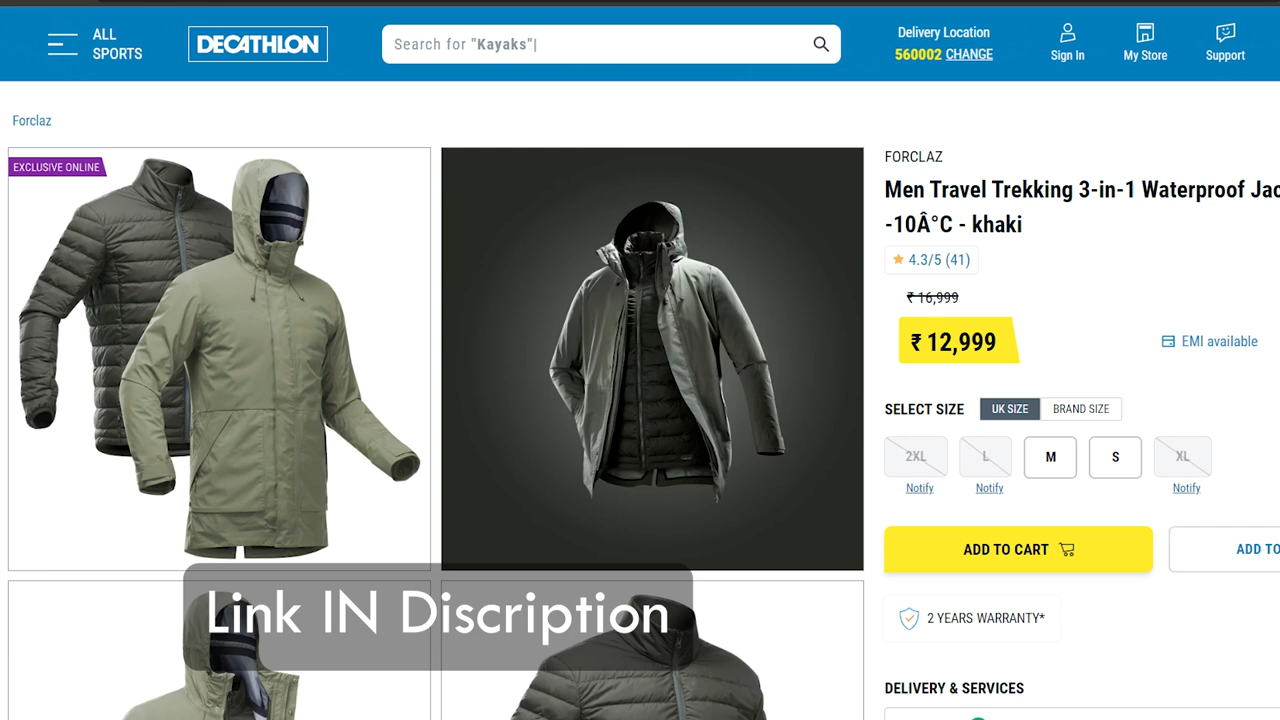 ALL
SPORTS
DECATHLON
Search for "Kayaks"|
Delivery Location
560002 CHANGE
Sign In
My Store
Support
Forclaz
EXCLUSIVE ONLINE
FORCLAZ
Men Travel Trekking 3-in-1 Waterproof Jac
-10Â°C - khaki
4.3/5 (41)
₹ 16,999
₹ 12,999
EMI available
SELECT SIZE
UK SIZE
BRAND SIZE
2XL
L
M
S
XL
Notify
Notify
Notify
ADD TO CART
ADD TO
2 YEARS WARRANTY*
DELIVERY & SERVICES
Link IN Discription